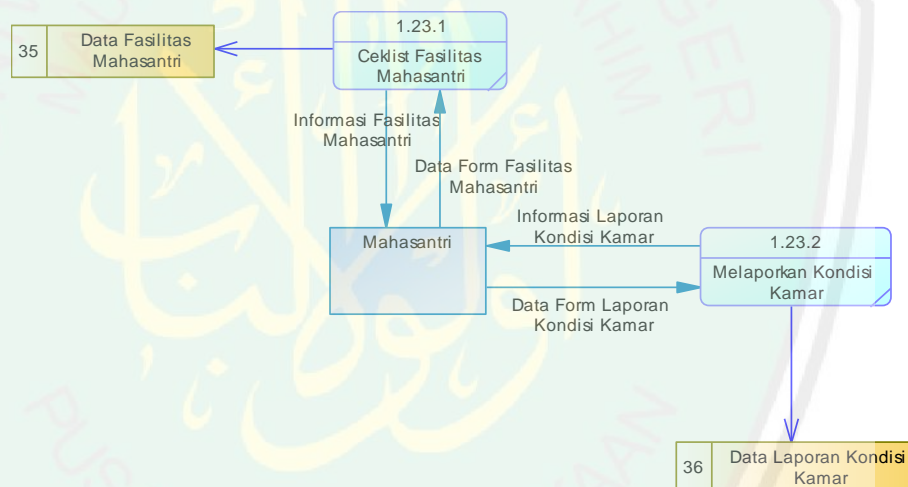 1.23.1
35
Data Fasilitas
Mahasantri
Ceklist Fasilitas
Mahasantri
Informasi Fasilitas
Mahasantri
Data Form Fasilitas
Mahasantri
Mahasantri
Informasi Laporan
Kondisi Kamar
1.23.2
Melaporkan Kondisi
Kamar
Data Form Laporan
Kondisi Kamar
36
Data Laporan Kondisi
Kamar